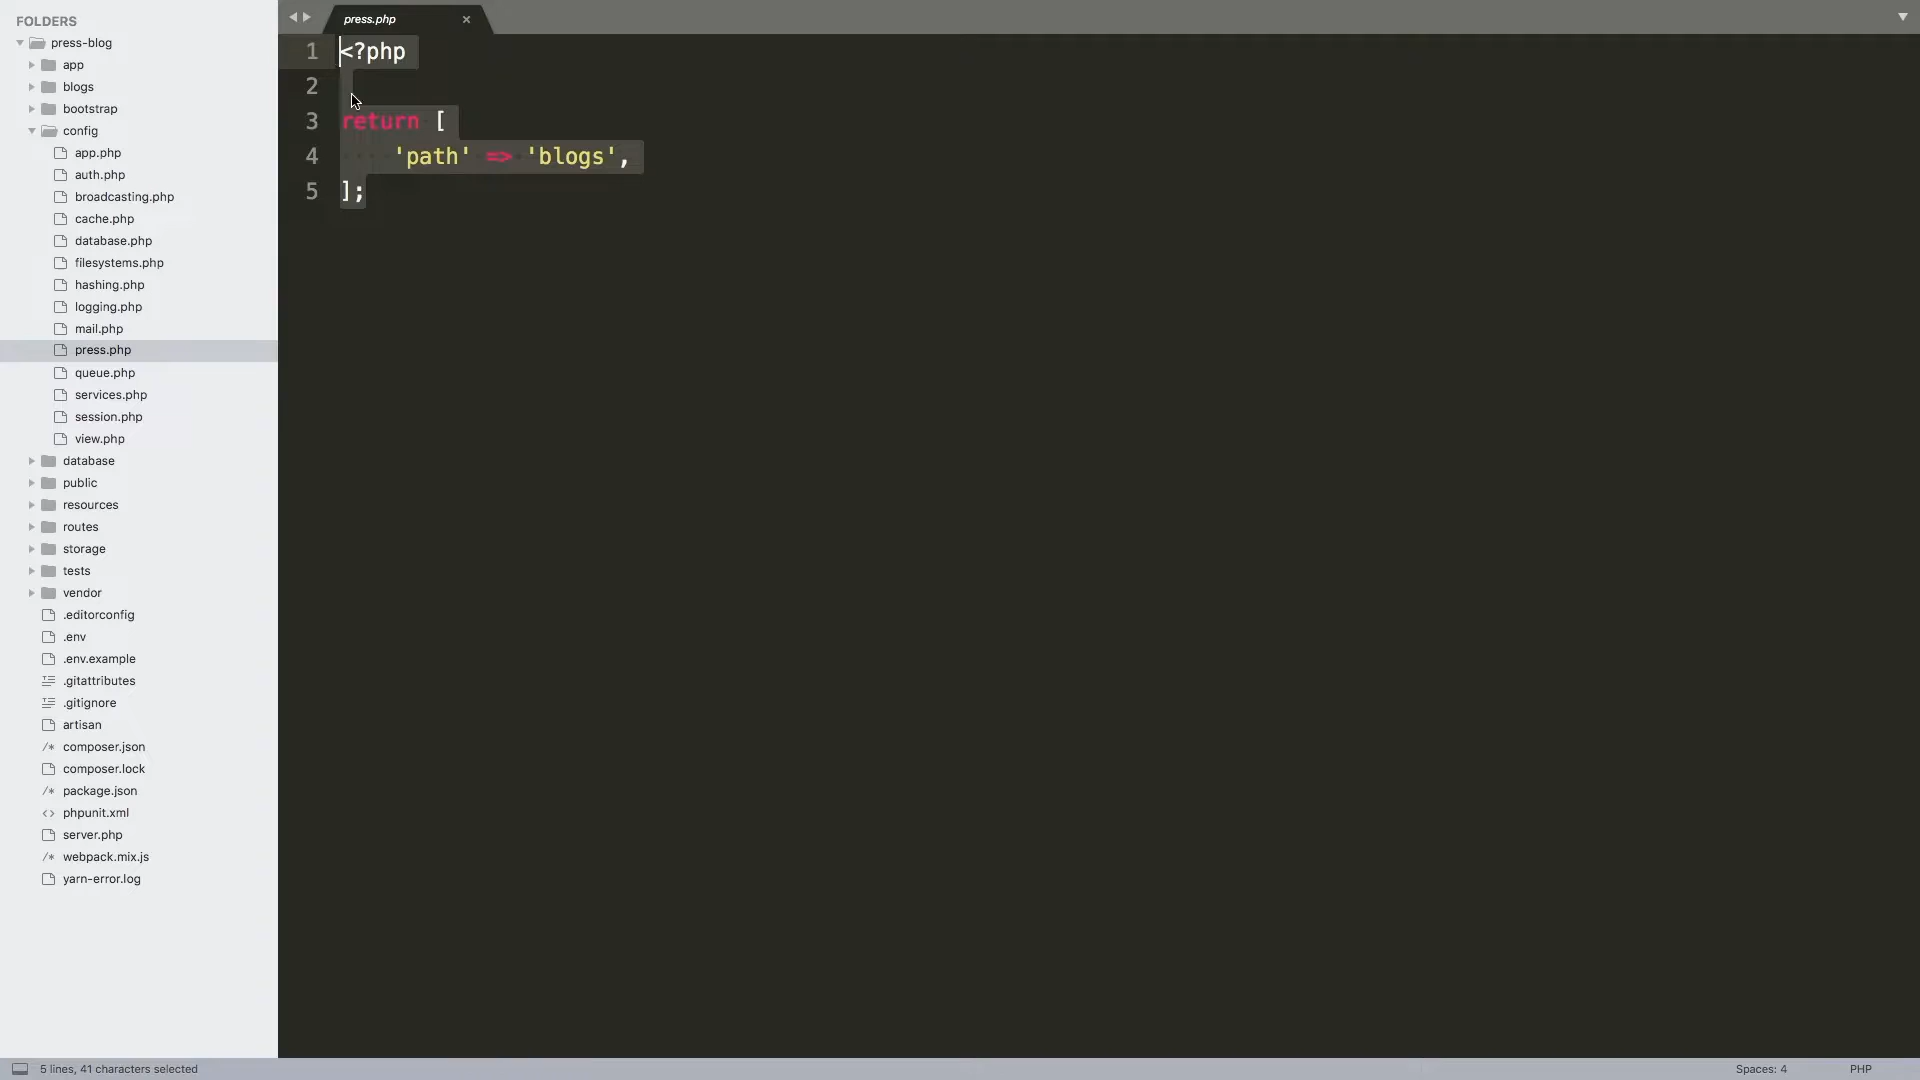 FOLDERS
press-blog
app
blogs
bootstrap
config
app.php
auth.php
broadcasting.php
cache.php
database.php
filesystems.php
hashing.php
logging.php
mail.php
press.php
queue.php
services.php
session.php
view.php
database
public
resources
routes
storage
tests
vendor
.editorconfig
.env
.env.example
.gitattributes
.gitignore
artisan
/* composer.json
composer.lock
/* package.json
<> phpunit.xml
server.php
/* webpack.mix.js
yarn-error.log
press.php ×
1 <?php
2
3 return [
4     'path' => 'blogs',
5 ];
5 lines, 41 characters selected
Spaces: 4
PHP